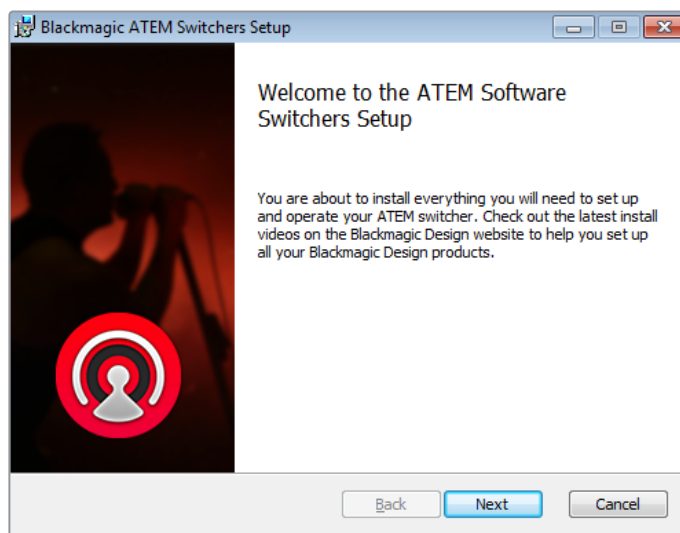 Blackmagic ATEM Switchers Setup
Welcome to the ATEM Software
Switchers Setup
You are about to install everything you will need to set up
and operate your ATEM switcher. Check out the latest install
videos on the Blackmagic Design website to help you set up
all your Blackmagic Design products.
Back Next Cancel